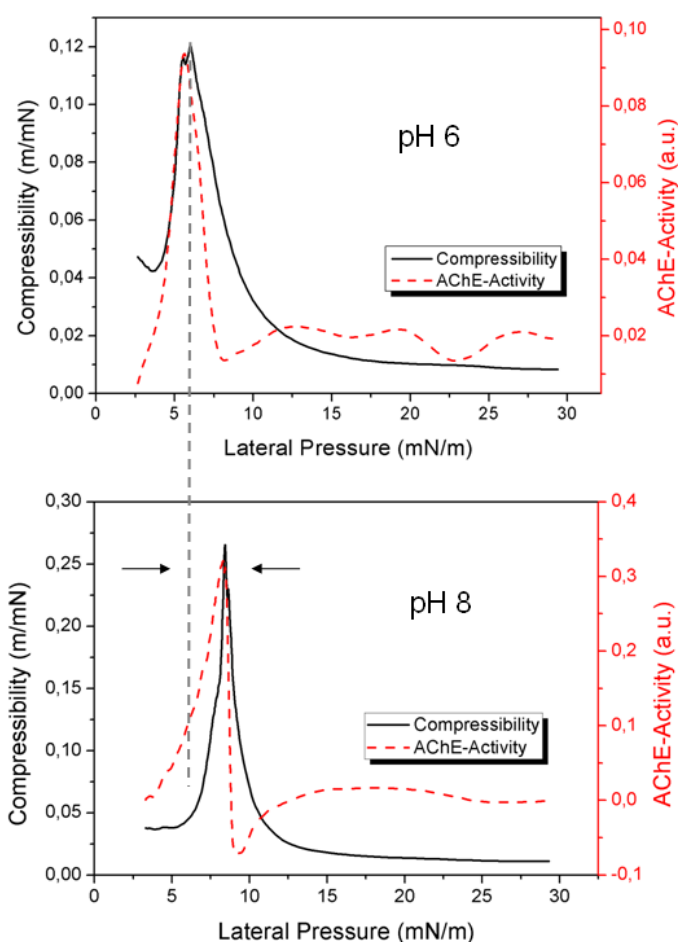 0,12
0,10
0,08
0,06
0,04
0,02
0,00
Compressibility (m/mN)
0,10
0,08
0,06
0,04
0,02
AChE-Activity (a.u.)
pH 6
Compressibility
AChE-Activity
0 5 10 15 20 25 30
Lateral Pressure (mN/m)
0,30
0,25
0,20
0,15
0,10
0,05
0,00
Compressibility (m/mN)
0,4
0,3
0,2
0,1
0,0
-0,1
AChE-Activity (a.u.)
pH 8
Compressibility
AChE-Activity
0 5 10 15 20 25 30
Lateral Pressure (mN/m)